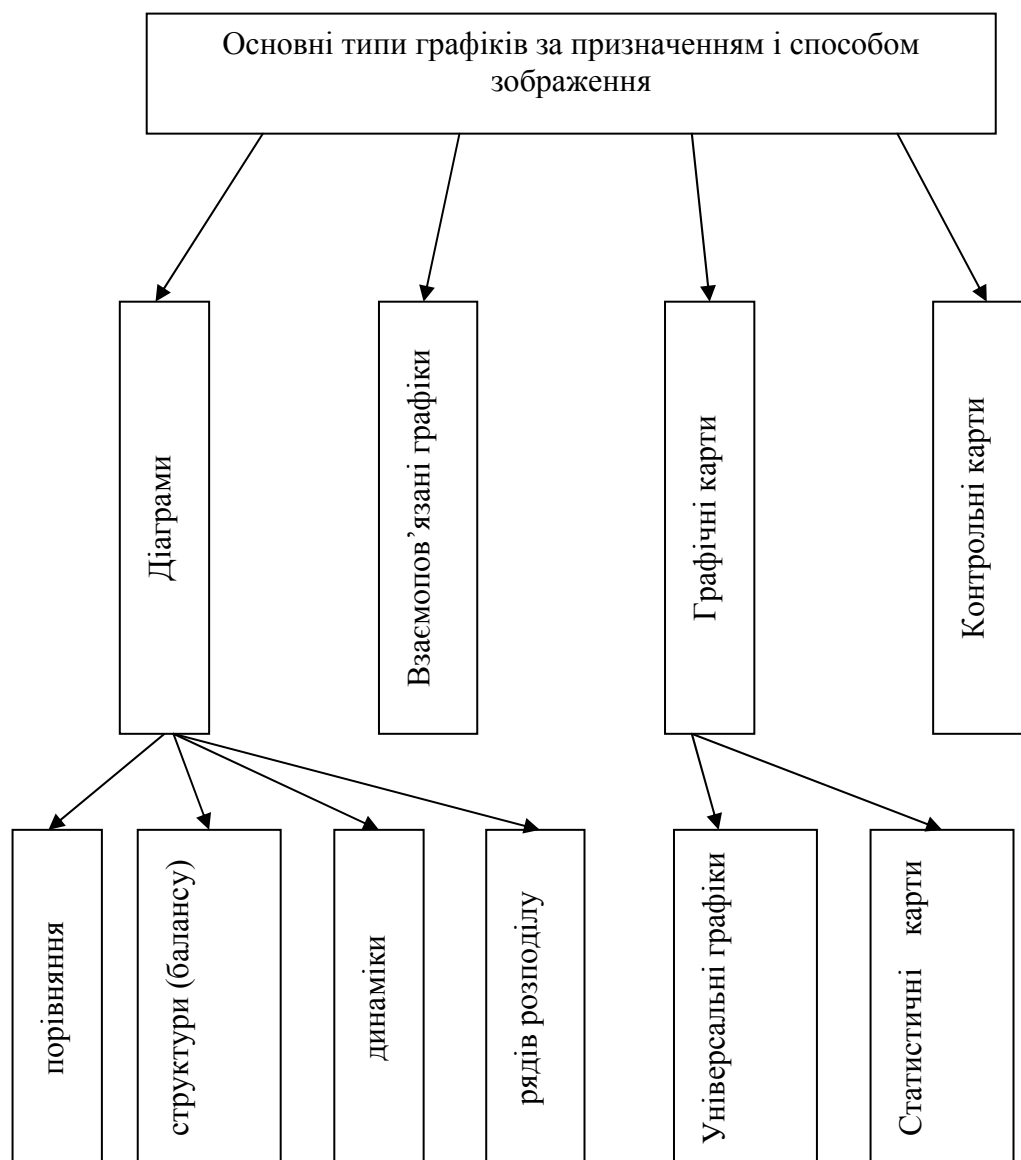 Основні типи графіків за призначенням і способом
зображення
Діаграми
Взаємопов’язані графіки
Графічні карти
Контрольні карти
порівняння
структури (балансу)
динаміки
рядів розподілу
Універсальні графіки
Статистичні карти